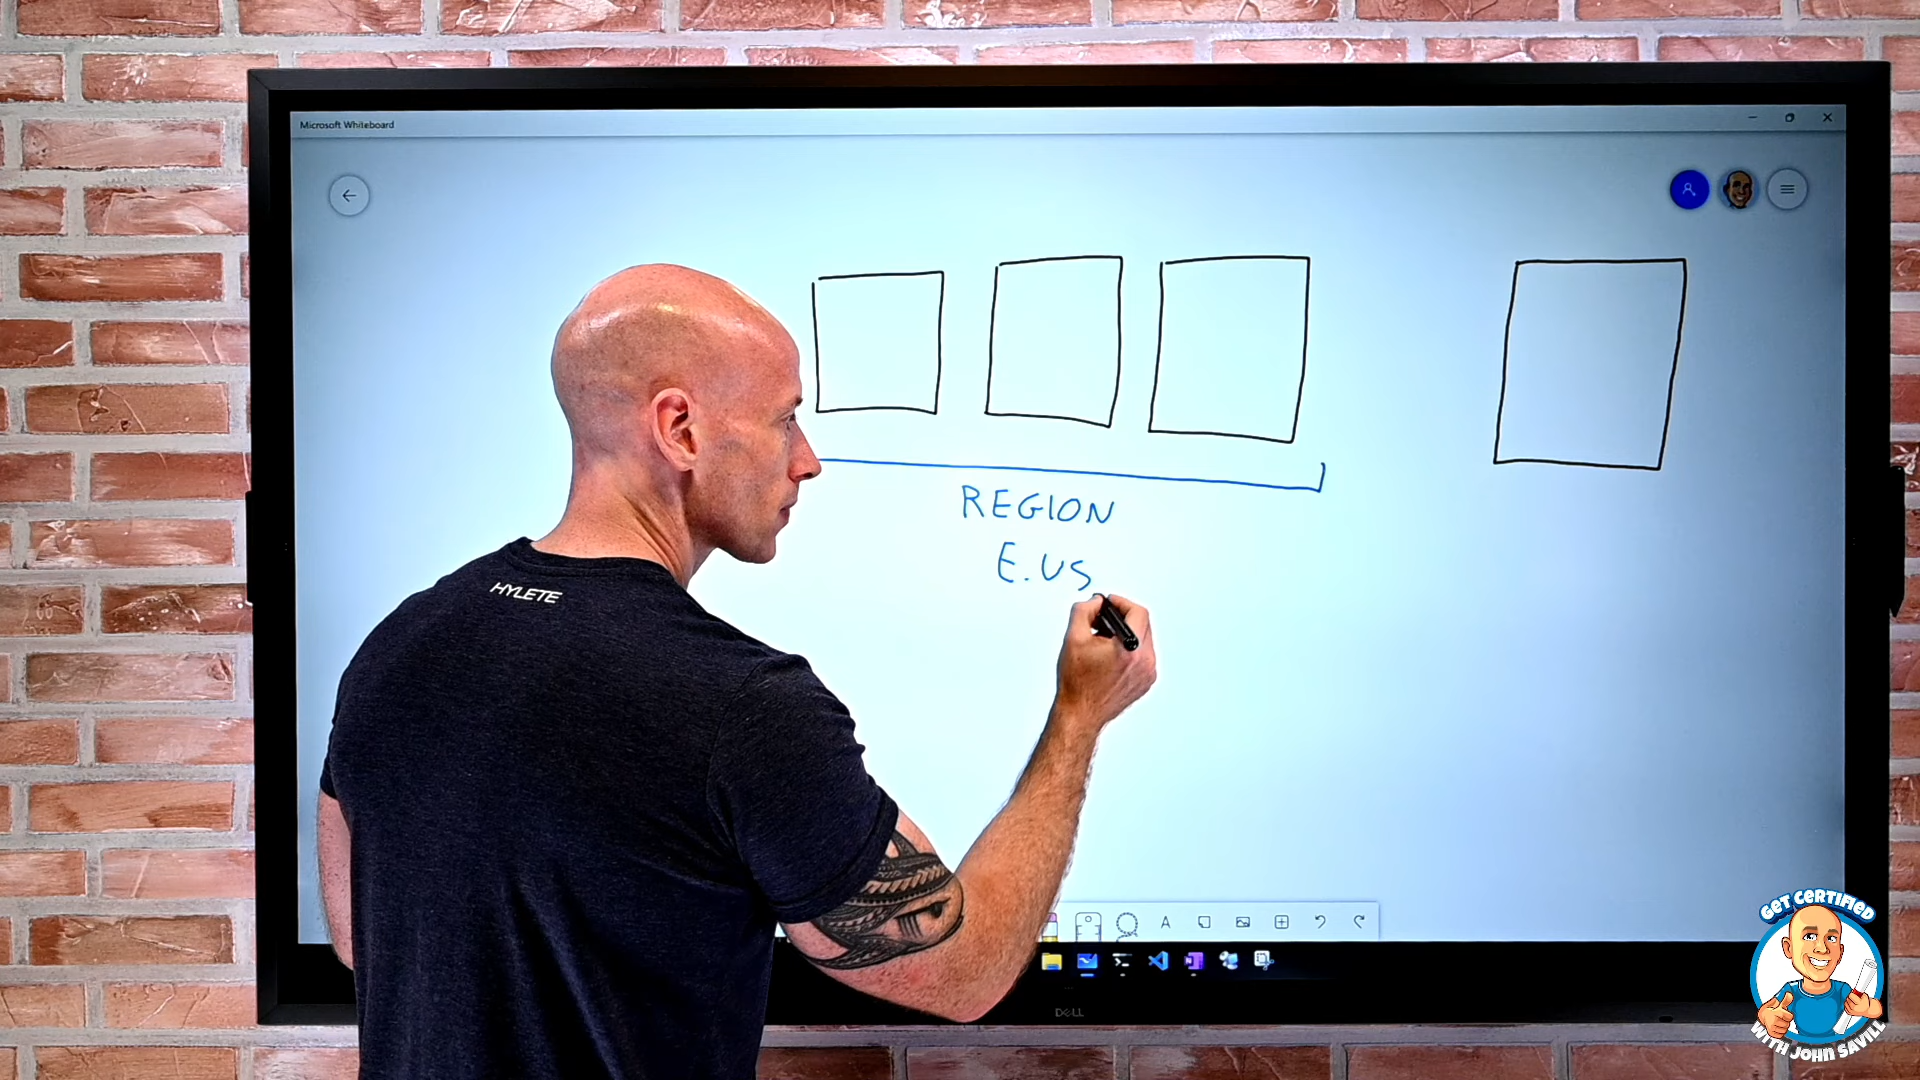 Microsoft Whiteboard
REGION
E.US
HYLETE
A
DELL
GET CERTIFIED
WITH JOHN SAVILL